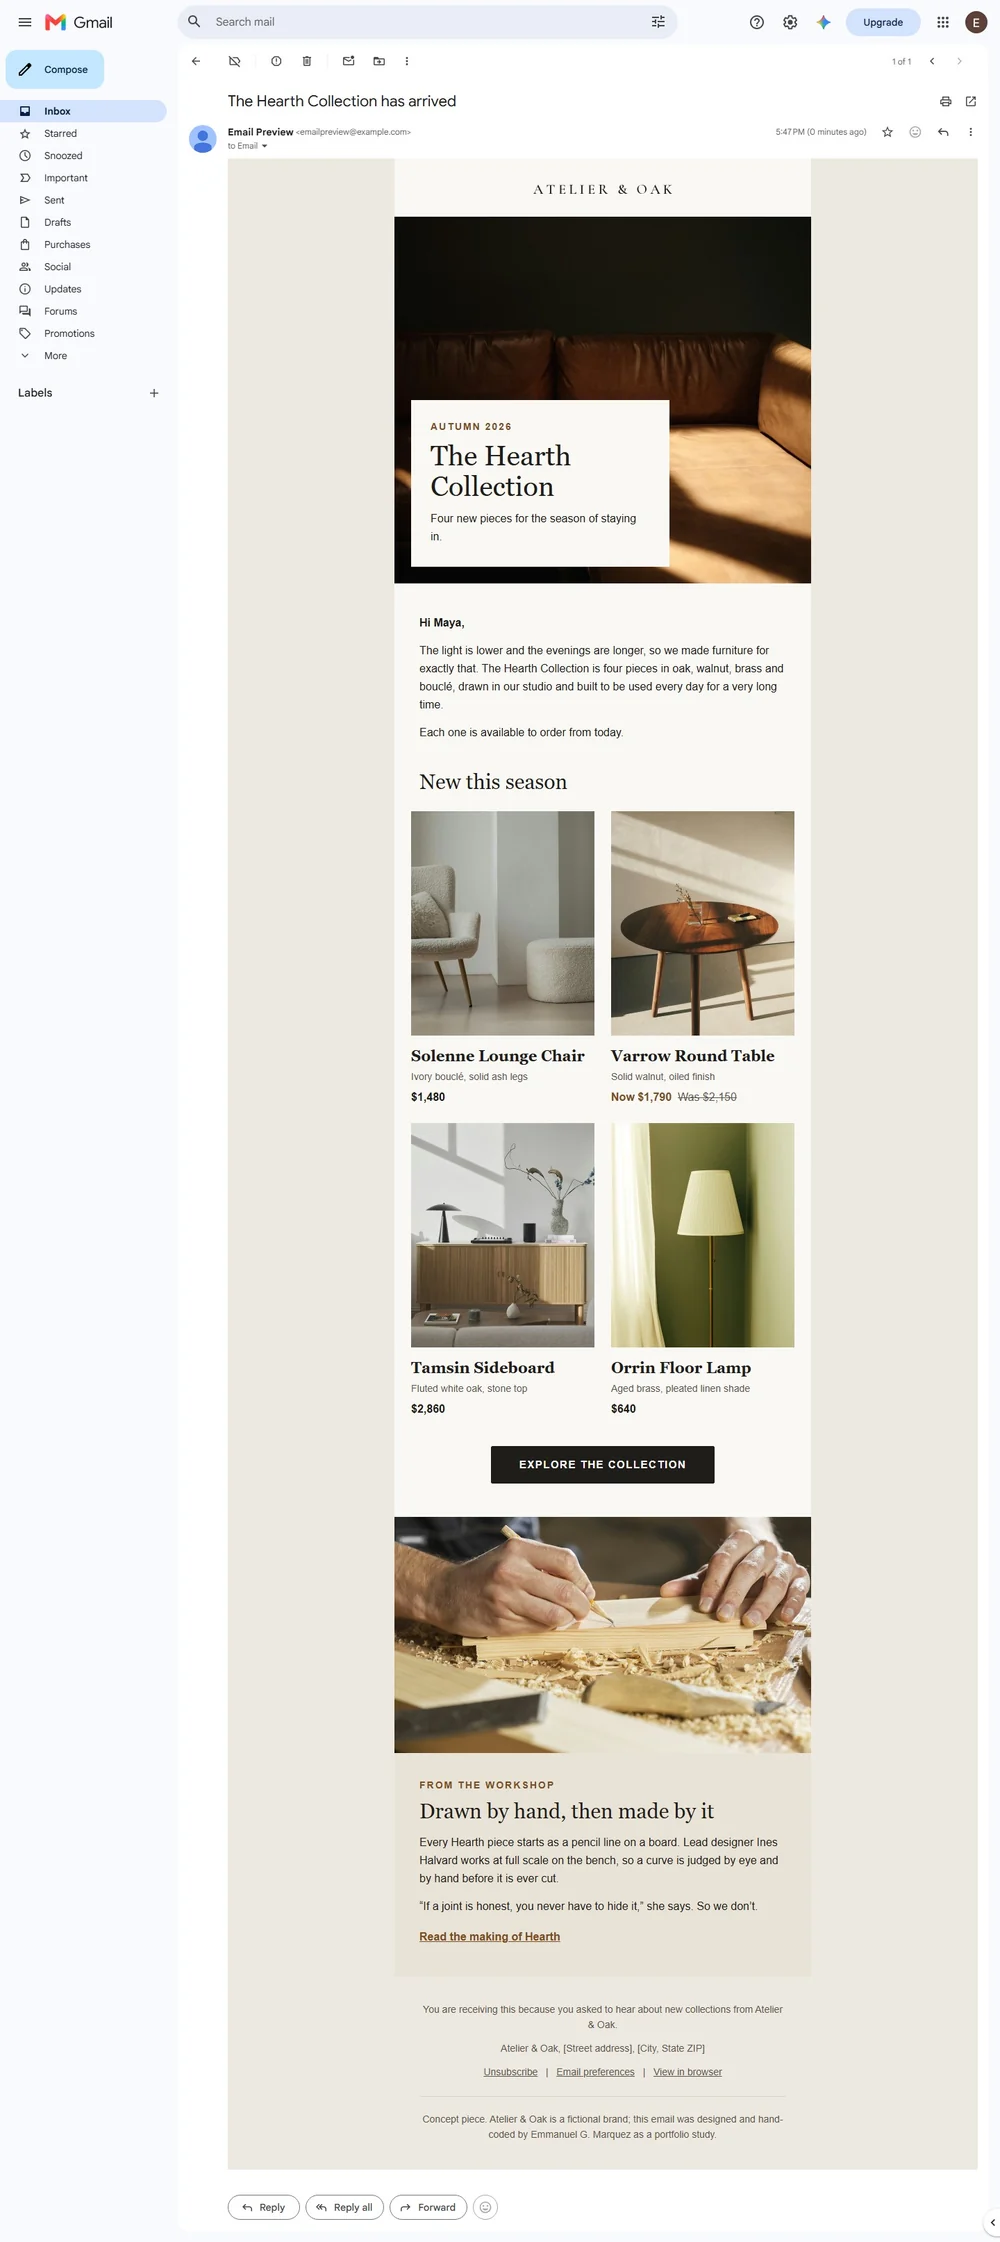 Gmail
Search mail
Upgrade
E
Compose
1 of 1
Inbox
Starred
Snoozed
Important
Sent
Drafts
Purchases
Social
Updates
Forums
Promotions
More
Labels
The Hearth Collection has arrived
Email Preview <emailpreview@example.com>
5:47 PM (0 minutes ago)
to Email
ATELIER & OAK
AUTUMN 2026
The Hearth
Collection
Four new pieces for the season of staying
in.
Hi Maya,
The light is lower and the evenings are longer, so we made furniture for
exactly that. The Hearth Collection is four pieces in oak, walnut, brass and
bouclé, drawn in our studio and built to be used every day for a very long
time.
Each one is available to order from today.
New this season
Solenne Lounge Chair
Ivory bouclé, solid ash legs
$1,480
Varrow Round Table
Solid walnut, oiled finish
Now $1,790 Was $2,150
Tamsin Sideboard
Fluted white oak, stone top
$2,860
Orrin Floor Lamp
Aged brass, pleated linen shade
$640
EXPLORE THE COLLECTION
FROM THE WORKSHOP
Drawn by hand, then made by it
Every Hearth piece starts as a pencil line on a board. Lead designer Ines
Halvard works at full scale on the bench, so a curve is judged by eye and
by hand before it is ever cut.
“If a joint is honest, you never have to hide it,” she says. So we don’t.
Read the making of Hearth
You are receiving this because you asked to hear about new collections from Atelier
& Oak.
Atelier & Oak, [Street address], [City, State ZIP]
Unsubscribe | Email preferences | View in browser
Concept piece. Atelier & Oak is a fictional brand; this email was designed and hand-
coded by Emmanuel G. Marquez as a portfolio study.
Reply
Reply all
Forward